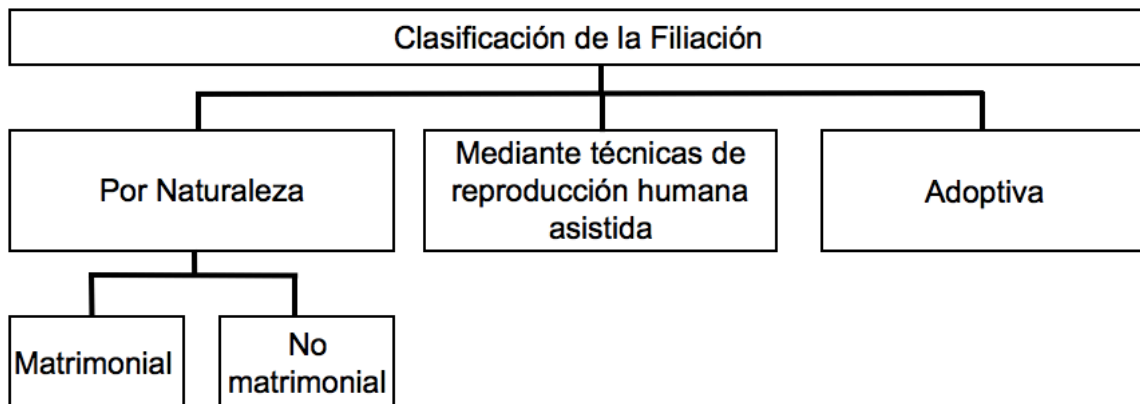 Clasificación de la Filiación
Por Naturaleza
Mediante técnicas de
reproducción humana
asistida
Adoptiva
Matrimonial
No
matrimonial